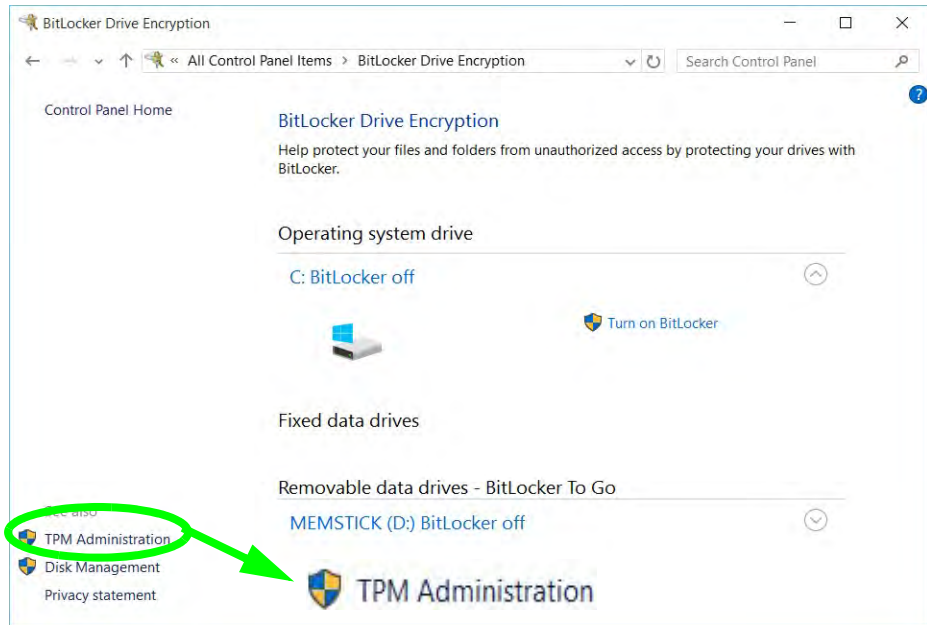 BitLocker Drive Encryption
« All Control Panel Items > BitLocker Drive Encryption
Search Control Panel
Control Panel Home
?
BitLocker Drive Encryption
Help protect your files and folders from unauthorized access by protecting your drives with
BitLocker.
Operating system drive
C: BitLocker off
Turn on BitLocker
Fixed data drives
Removable data drives - BitLocker To Go
MEMSTICK (D:) BitLocker off
See also
TPM Administration
Disk Management
Privacy statement
TPM Administration